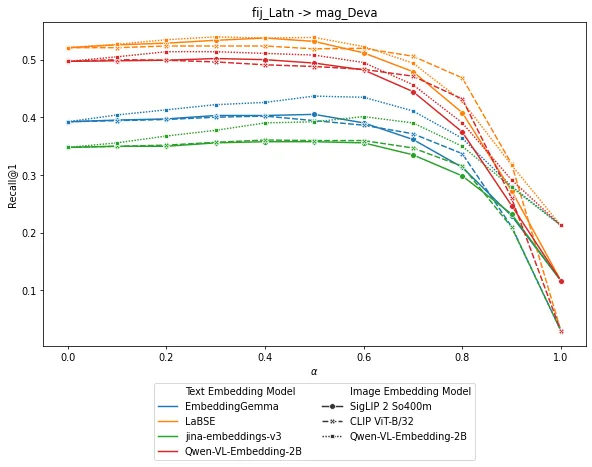 fij_Latn -> mag_Deva
Recall@1
0.5
0.4
0.3
0.2
0.1
0.0 0.2 0.4 0.6 0.8 1.0
α
Text Embedding Model Image Embedding Model
EmbeddingGemma SigLIP 2 So400m
LaBSE CLIP ViT-B/32
jina-embeddings-v3 Qwen-VL-Embedding-2B
Qwen-VL-Embedding-2B